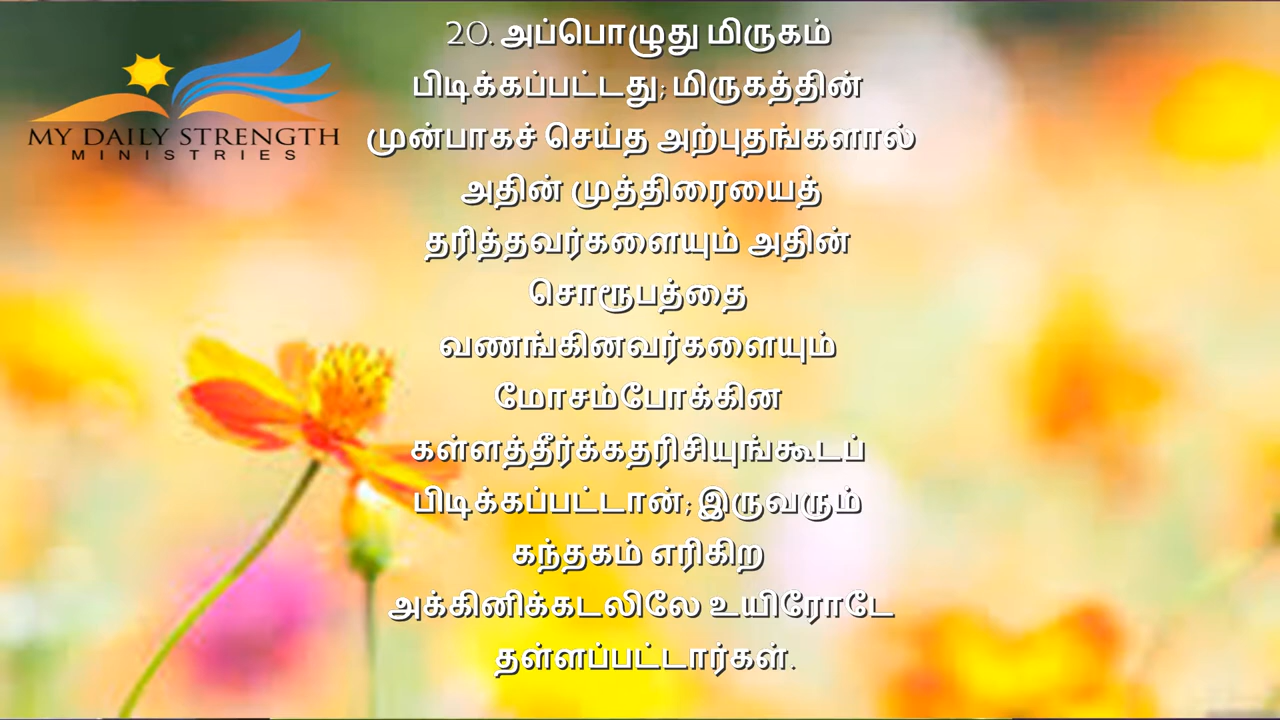 MY DAILY STRENGTH
MINISTRIES
20. அப்பொழுது மிருகம்
பிடிக்கப்பட்டது; மிருகத்தின்
முன்பாகச் செய்த அற்புதங்களால்
அதின் முத்திரையைத்
தரித்தவர்களையும் அதின்
சொரூபத்தை
வணங்கினவர்களையும்
மோசம்போக்கின
கள்ளத்தீர்க்கதரிசியுங்கூடப்
பிடிக்கப்பட்டான்; இருவரும்
கந்தகம் எரிகிற
அக்கினிக்கடலிலே உயிரோடே
தள்ளப்பட்டார்கள்.